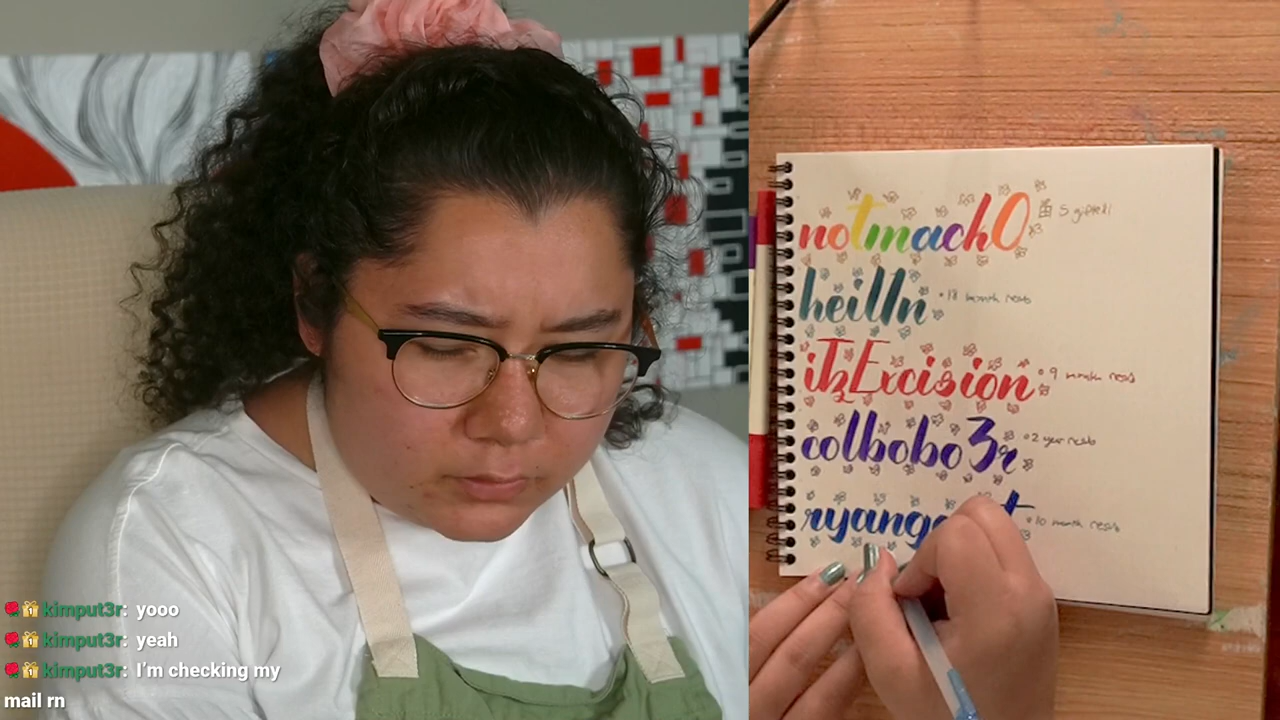 notmach0 5 gifted!
heilln • 18 month resub
itzExcision • 9 month resub
colbobo3r • 2 year resub
• 10 month resub
kimput3r: yooo
kimput3r: yeah
kimput3r: I'm checking my
mail rn